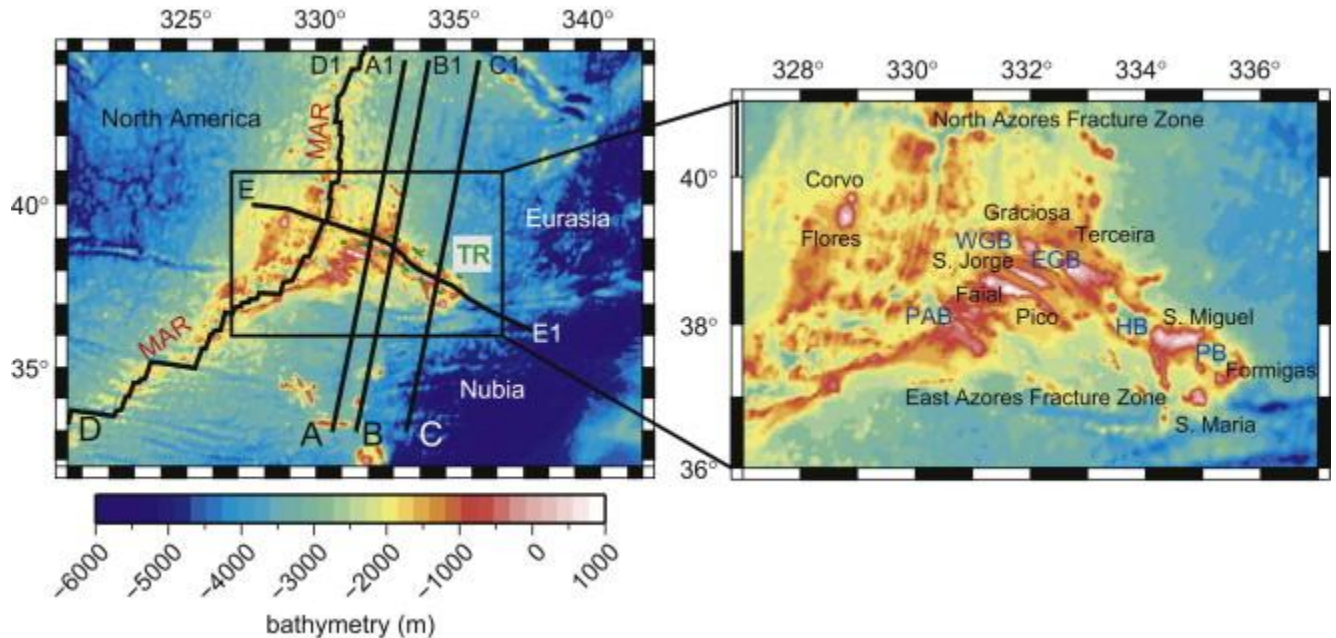 325° 330° 335° 340°
D1 A1 B1 C1
North America
MAR
MAR
E
40°
Eurasia
TR
E1
MAR
35°
Nubia
D
A B C
−6000 −5000 −4000 −3000 −2000 −1000 0 1000
bathymetry (m)
328° 330° 332° 334° 336°
North Azores Fracture Zone
40°
Corvo
Graciosa
Flores
WGB
Terceira
S. Jorge
EGB
Faial
PAB
Pico
HB
S. Miguel
38°
PB
Formigas
East Azores Fracture Zone
S. Maria
36°